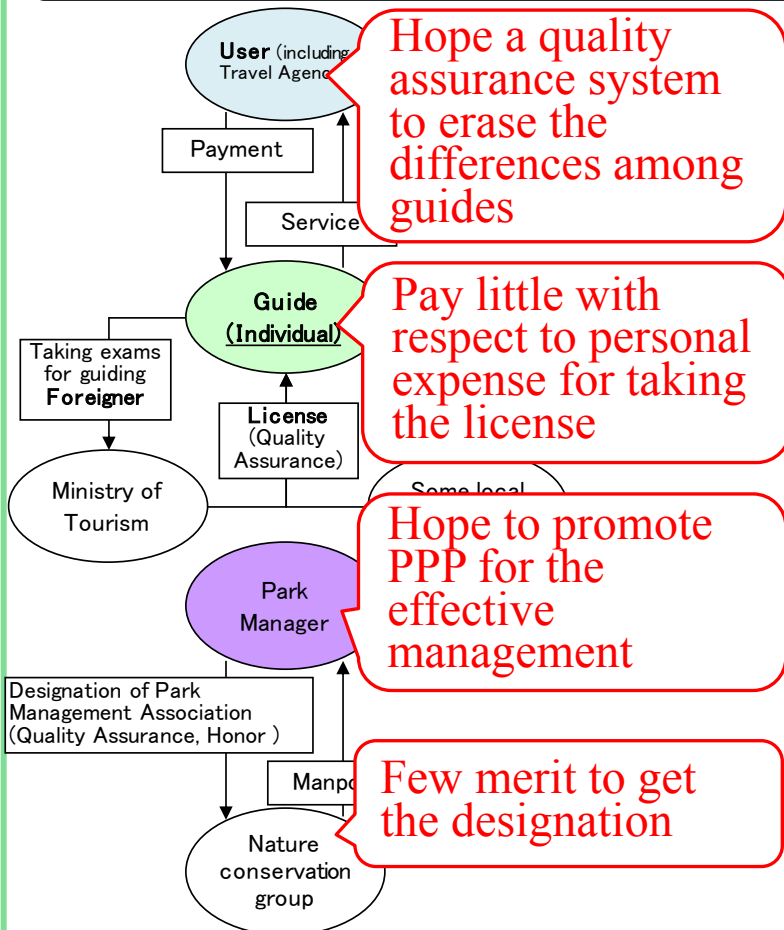 User (including
Travel Agenc
Hope a quality
assurance system
to erase the
differences among
guides
Payment
Service
Guide
(Individual)
Pay little with
respect to personal
expense for taking
the license
Taking exams
for guiding
Foreigner
License
(Quality
Assurance)
Ministry of
Tourism
Some local
Hope to promote
PPP for the
effective
management
Park
Manager
Designation of Park
Management Association
(Quality Assurance, Honor )
Manpo
Few merit to get
the designation
Nature
conservation
group